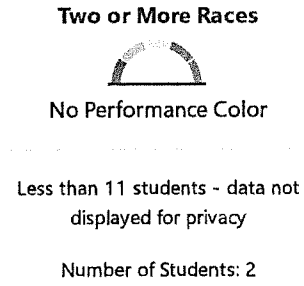 Two or More Races
No Performance Color
Less than 11 students - data not
displayed for privacy
Number of Students: 2